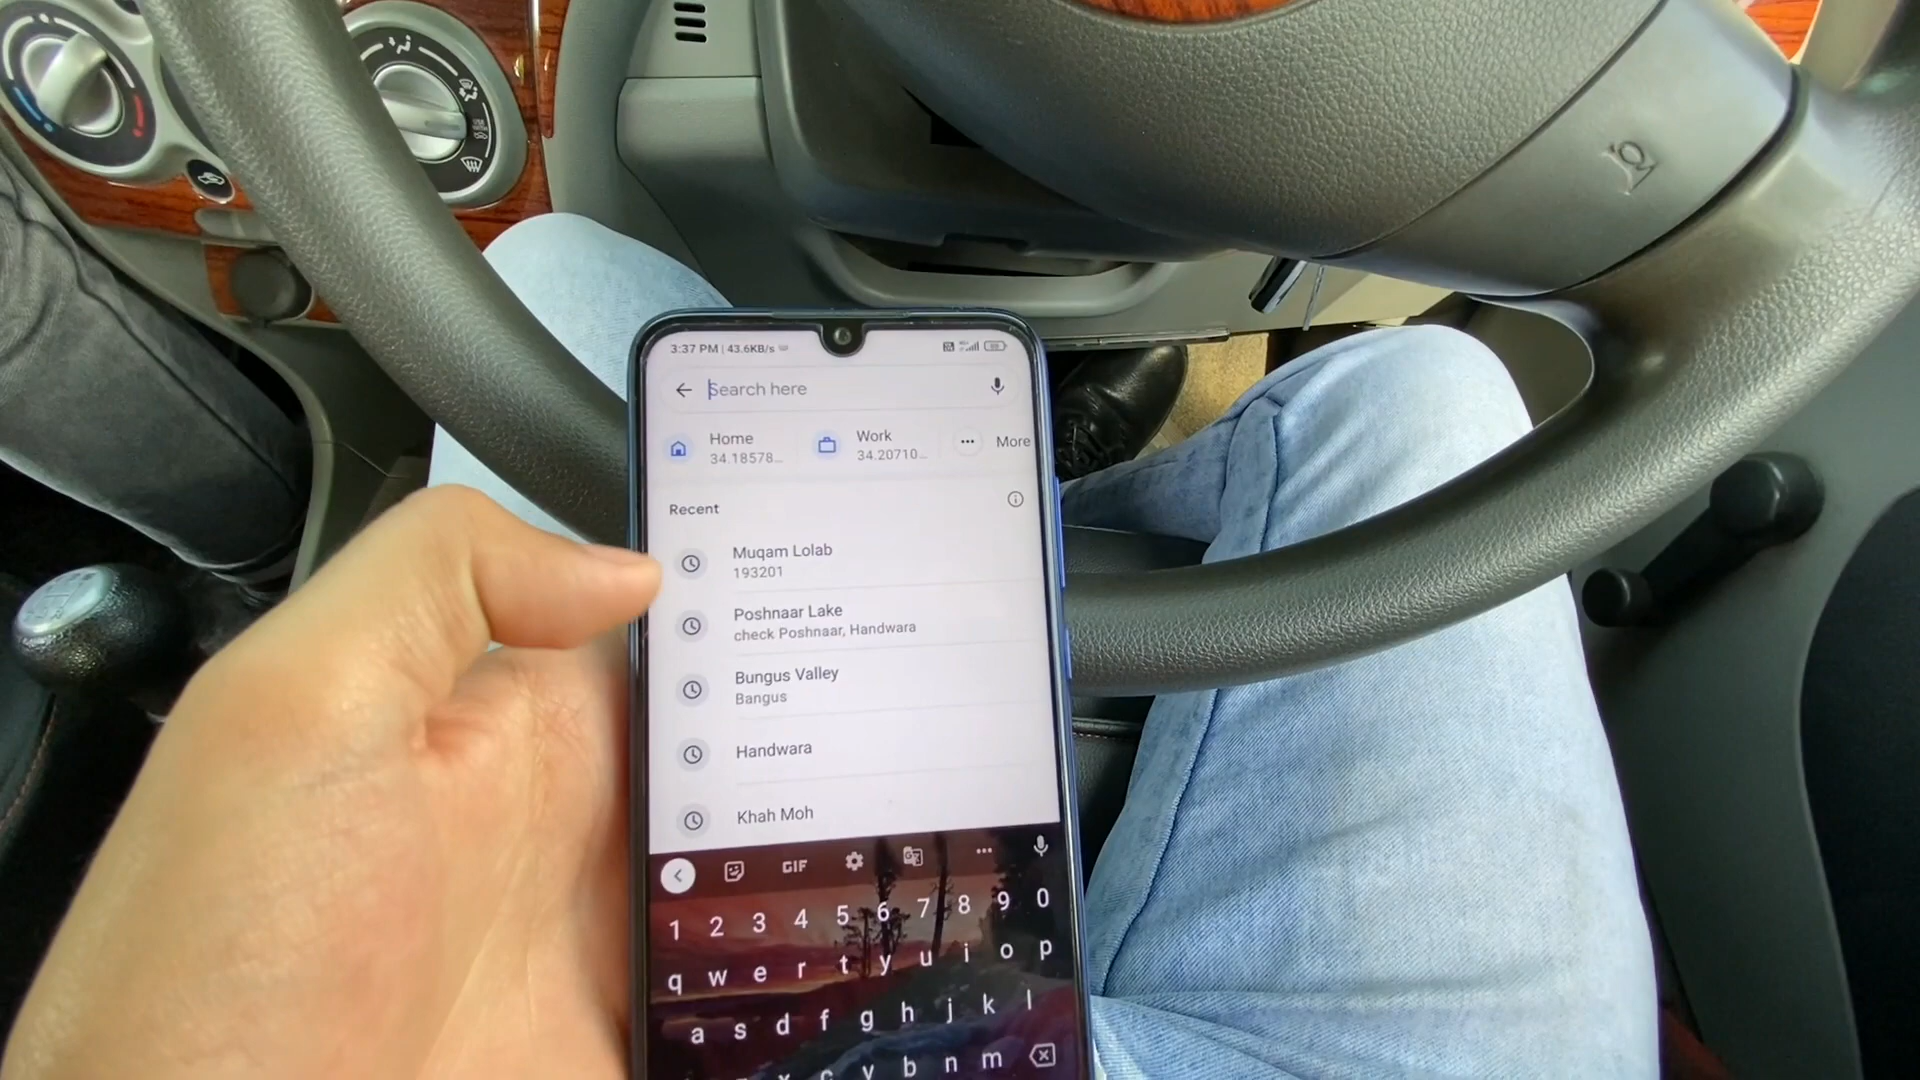 3:37 PM | 43.6KB/s
Search here
Home
34.18578...
Work
34.20710...
More
Recent
Muqam Lolab
193201
Poshnaar Lake
check Poshnaar, Handwara
Bungus Valley
Bangus
Handwara
Khah Moh
GIF
1 2 3 4 5 6 7 8 9 0
q w e r t y u i o p
a s d f g h j k l
v b n m